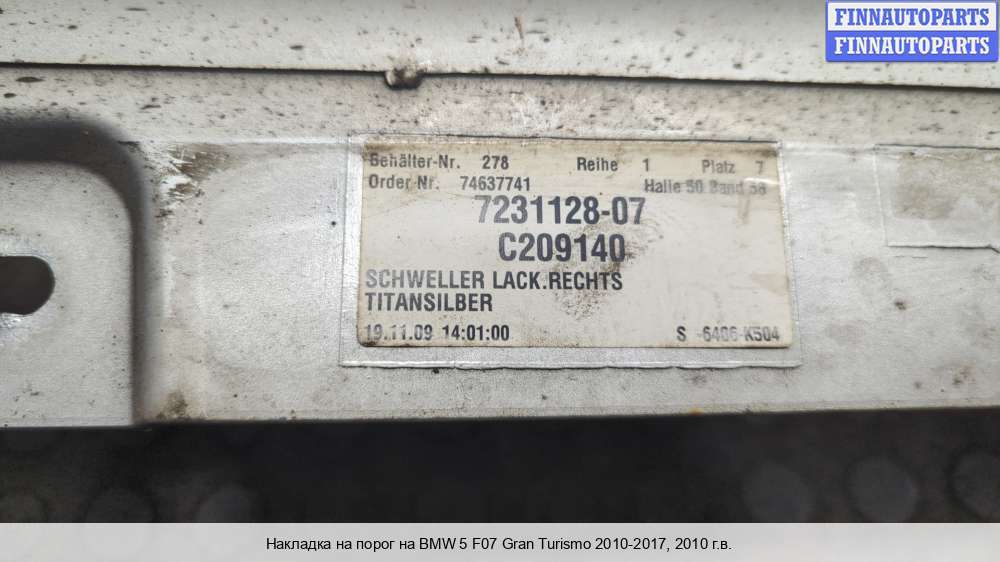 FINNAUTOPARTS
FINNAUTOPARTS
Behälter-Nr. 278 Reihe 1 Platz 7
Order Nr. 74637741 Halle 50 Band 58
7231128-07
C209140
SCHWELLER LACK.RECHTS
TITANSILBER
19.11.09 14:01:00 S -6406-K504
Накладка на порог на BMW 5 F07 Gran Turismo 2010-2017, 2010 г.в.